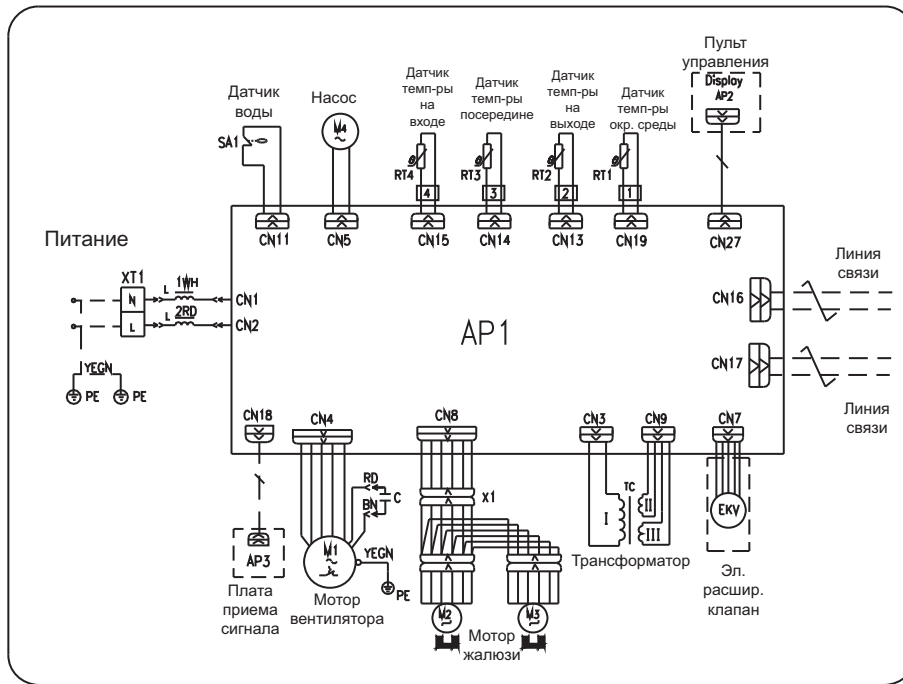 Пульт
управления
Display
AP2
Датчик
воды
SA1
Насос
M4
~
Датчик
темп-ры
на
входе
RT4
4
Датчик
темп-ры
посередине
RT3
3
Датчик
темп-ры
на
выходе
RT2
2
Датчик
темп-ры
окр. среды
RT1
1
CN11
CN5
CN15
CN14
CN13
CN19
CN27
Питание
XT1
N
L
L
1WH
CN1
L
2RD
CN2
YEGN
PE
PE
AP1
CN16
Линия
связи
CN17
Линия
связи
CN18
CN4
CN8
CN3
CN9
CN7
RD
BN
C
X1
TC
I
II
III
Трансформатор
EKV
Эл.
расшир.
клапан
AP3
Плата
приема
сигнала
M1
~
YEGN
PE
Мотор
вентилятора
M2
~
M3
~
Мотор
жалюзи